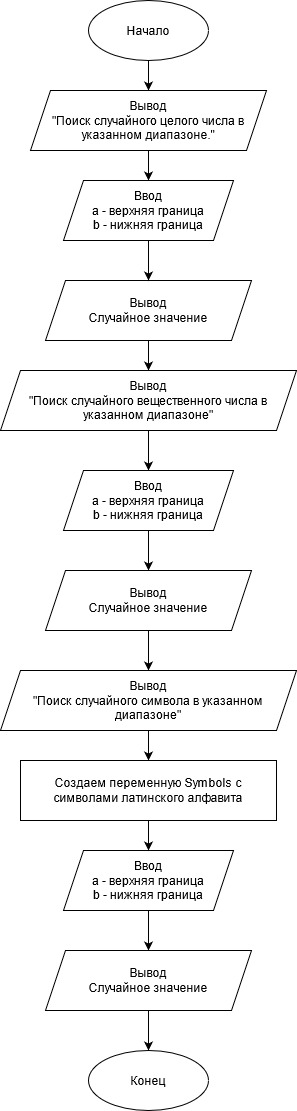 Начало
Вывод
"Поиск случайного целого числа в
указанном диапазоне."
Ввод
a - верхняя граница
b - нижняя граница
Вывод
Случайное значение
Вывод
"Поиск случайного вещественного числа в
указанном диапазоне"
Ввод
a - верхняя граница
b - нижняя граница
Вывод
Случайное значение
Вывод
"Поиск случайного символа в указанном
диапазоне"
Создаем переменную Symbols с
символами латинского алфавита
Ввод
a - верхняя граница
b - нижняя граница
Вывод
Случайное значение
Конец